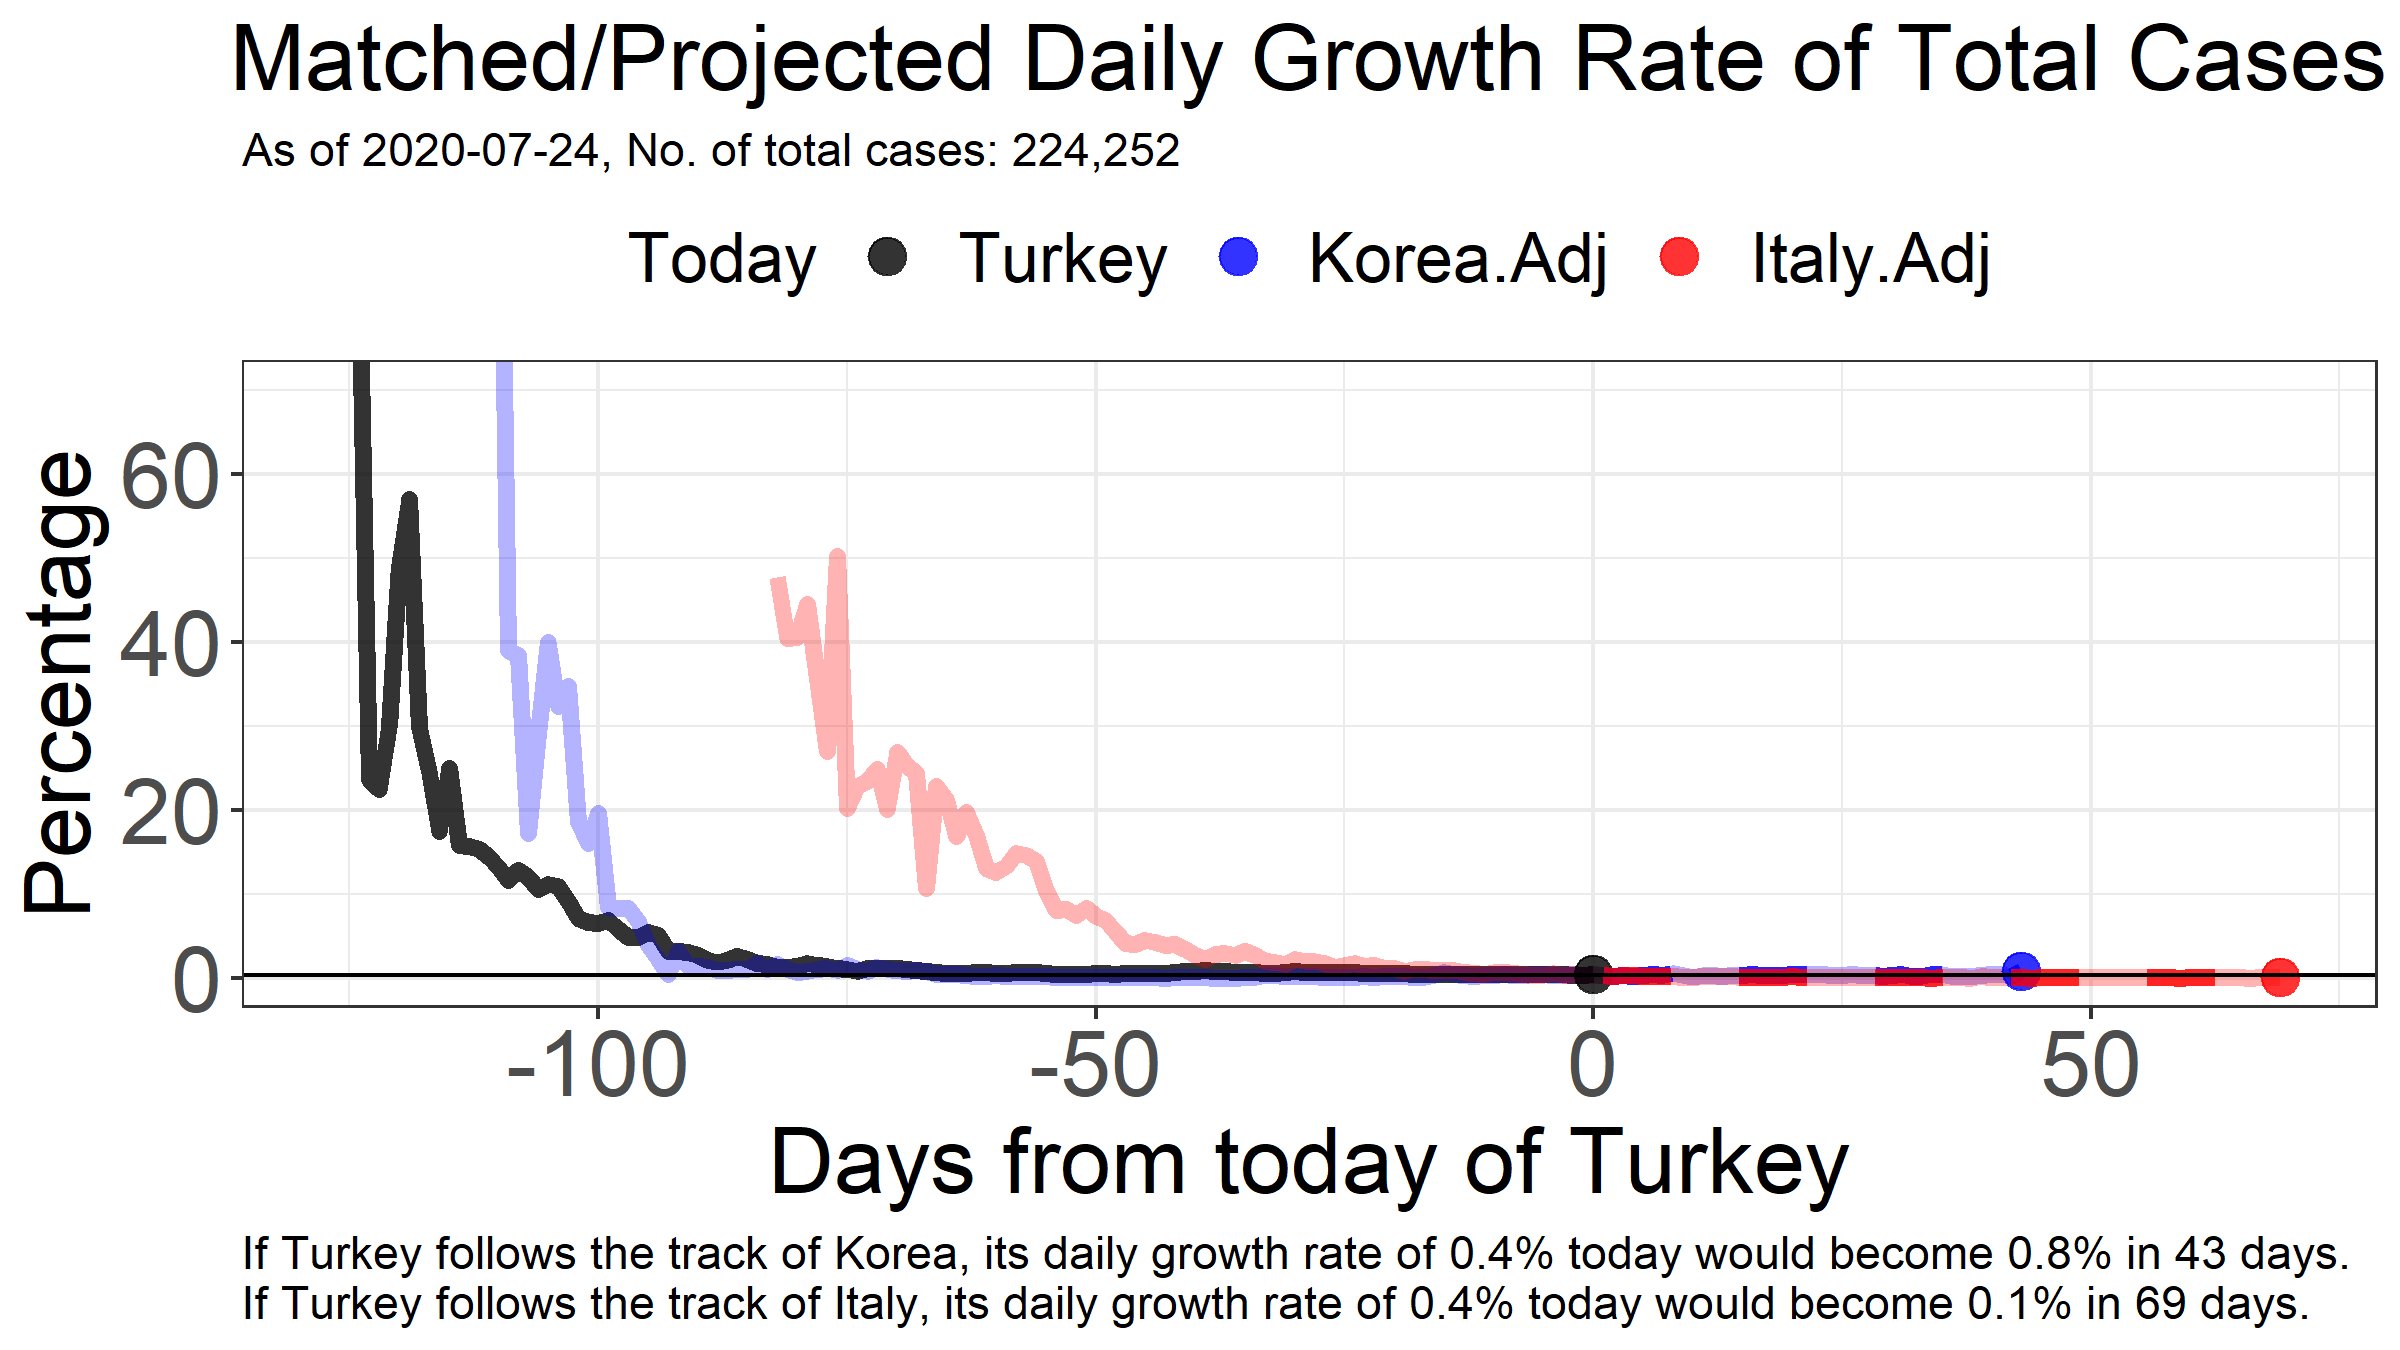 Matched/Projected Daily Growth Rate of Total Cases
As of 2020-07-24, No. of total cases: 224,252
Today Turkey Korea.Adj Italy.Adj
Percentage
60
40
20
0
-100 -50 0 50
Days from today of Turkey
If Turkey follows the track of Korea, its daily growth rate of 0.4% today would become 0.8% in 43 days.
If Turkey follows the track of Italy, its daily growth rate of 0.4% today would become 0.1% in 69 days.